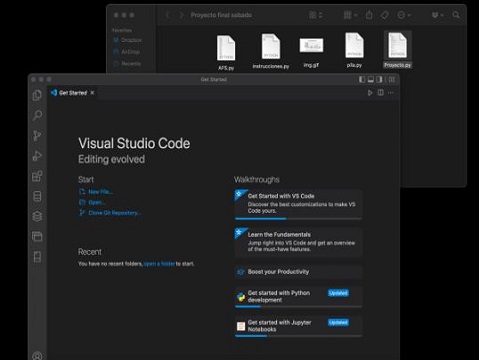 Proyecto final sabado
Favorites
Dropbox
AirDrop
Recents
AFS.py
instrucciones.py
img.gif
pila.py
Proyecto.py
Get Started
Get Started
Visual Studio Code
Editing evolved
Start
New File...
Open...
Clone Git Repository...
Recent
You have no recent folders, open a folder to start.
Walkthroughs
Get Started with VS Code
Discover the best customizations to make VS
Code yours.
Learn the Fundamentals
Jump right into VS Code and get an overview
of the must-have features.
Boost your Productivity
Get started with Python
development
Updated
Get started with Jupyter
Notebooks
Updated